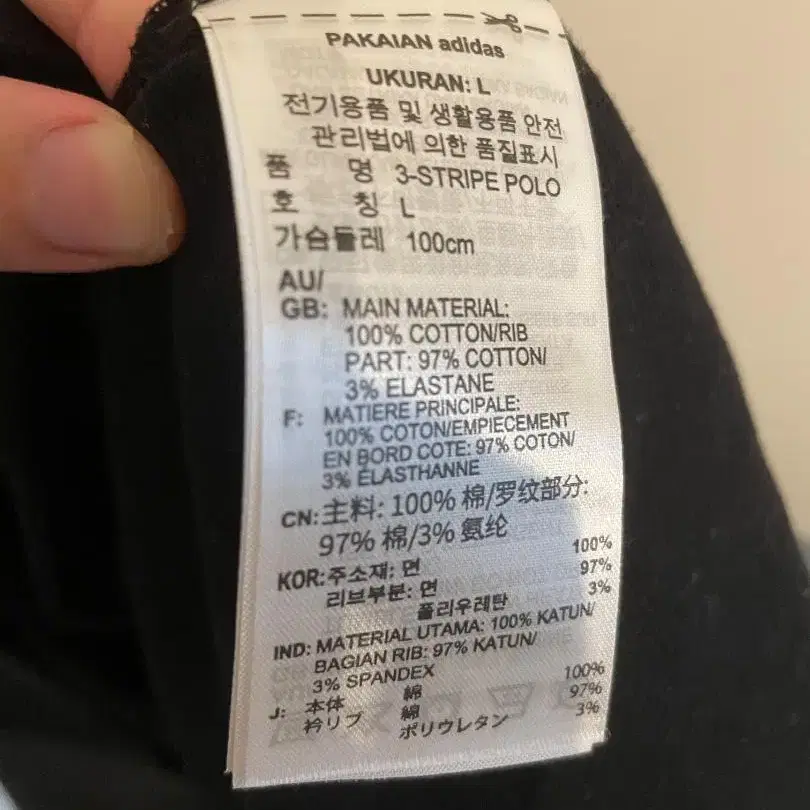 PAKAIAN adidas
UKURAN: L
전기용품 및 생활용품 안전
관리법에 의한 품질표시
품 명 3-STRIPE POLO
호 칭 L
가슴둘레 100cm
AU/
GB: MAIN MATERIAL:
100% COTTON/RIB
PART: 97% COTTON/
3% ELASTANE
F: MATIERE PRINCIPALE:
100% COTON/EMPIECEMENT
EN BORD COTE: 97% COTON/
3% ÉLASTHANNE
CN: 主料: 100% 棉/罗纹部分:
97% 棉/3% 氨纶
KOR: 주소재: 면 100%
리브부분: 면 97%
폴리우레탄 3%
IND: MATERIAL UTAMA: 100% KATUN/
BAGIAN RIB: 97% KATUN/
3% SPANDEX
J: 本体 綿 100%
衿リブ 綿 97%
ポリウレタン 3%